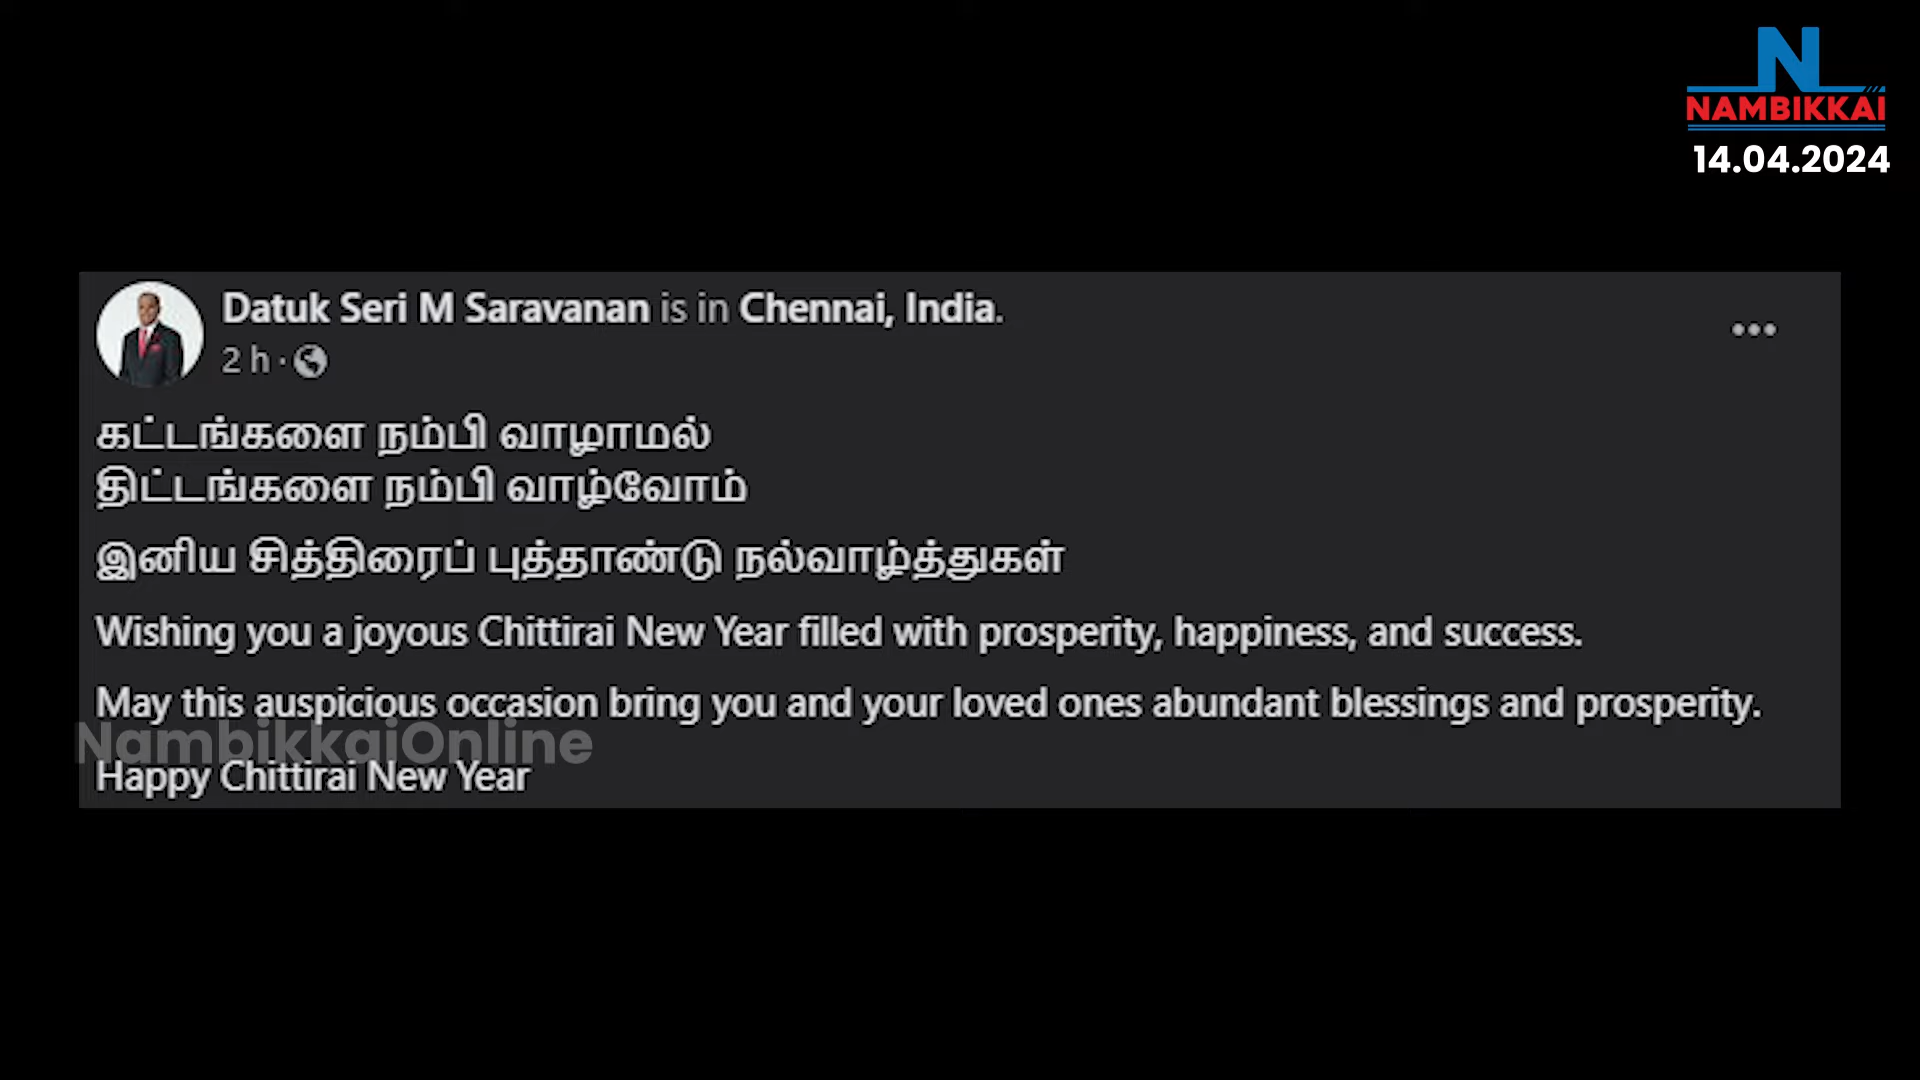 N
NAMBIKKAI
14.04.2024
Datuk Seri M Saravanan is in Chennai, India.
2 h ·
கட்டங்களை நம்பி வாழாமல்
திட்டங்களை நம்பி வாழ்வோம்
இனிய சித்திரைப் புத்தாண்டு நல்வாழ்த்துகள்
Wishing you a joyous Chittirai New Year filled with prosperity, happiness, and success.
May this auspicious occasion bring you and your loved ones abundant blessings and prosperity.
NambikkaiOnline
Happy Chittirai New Year